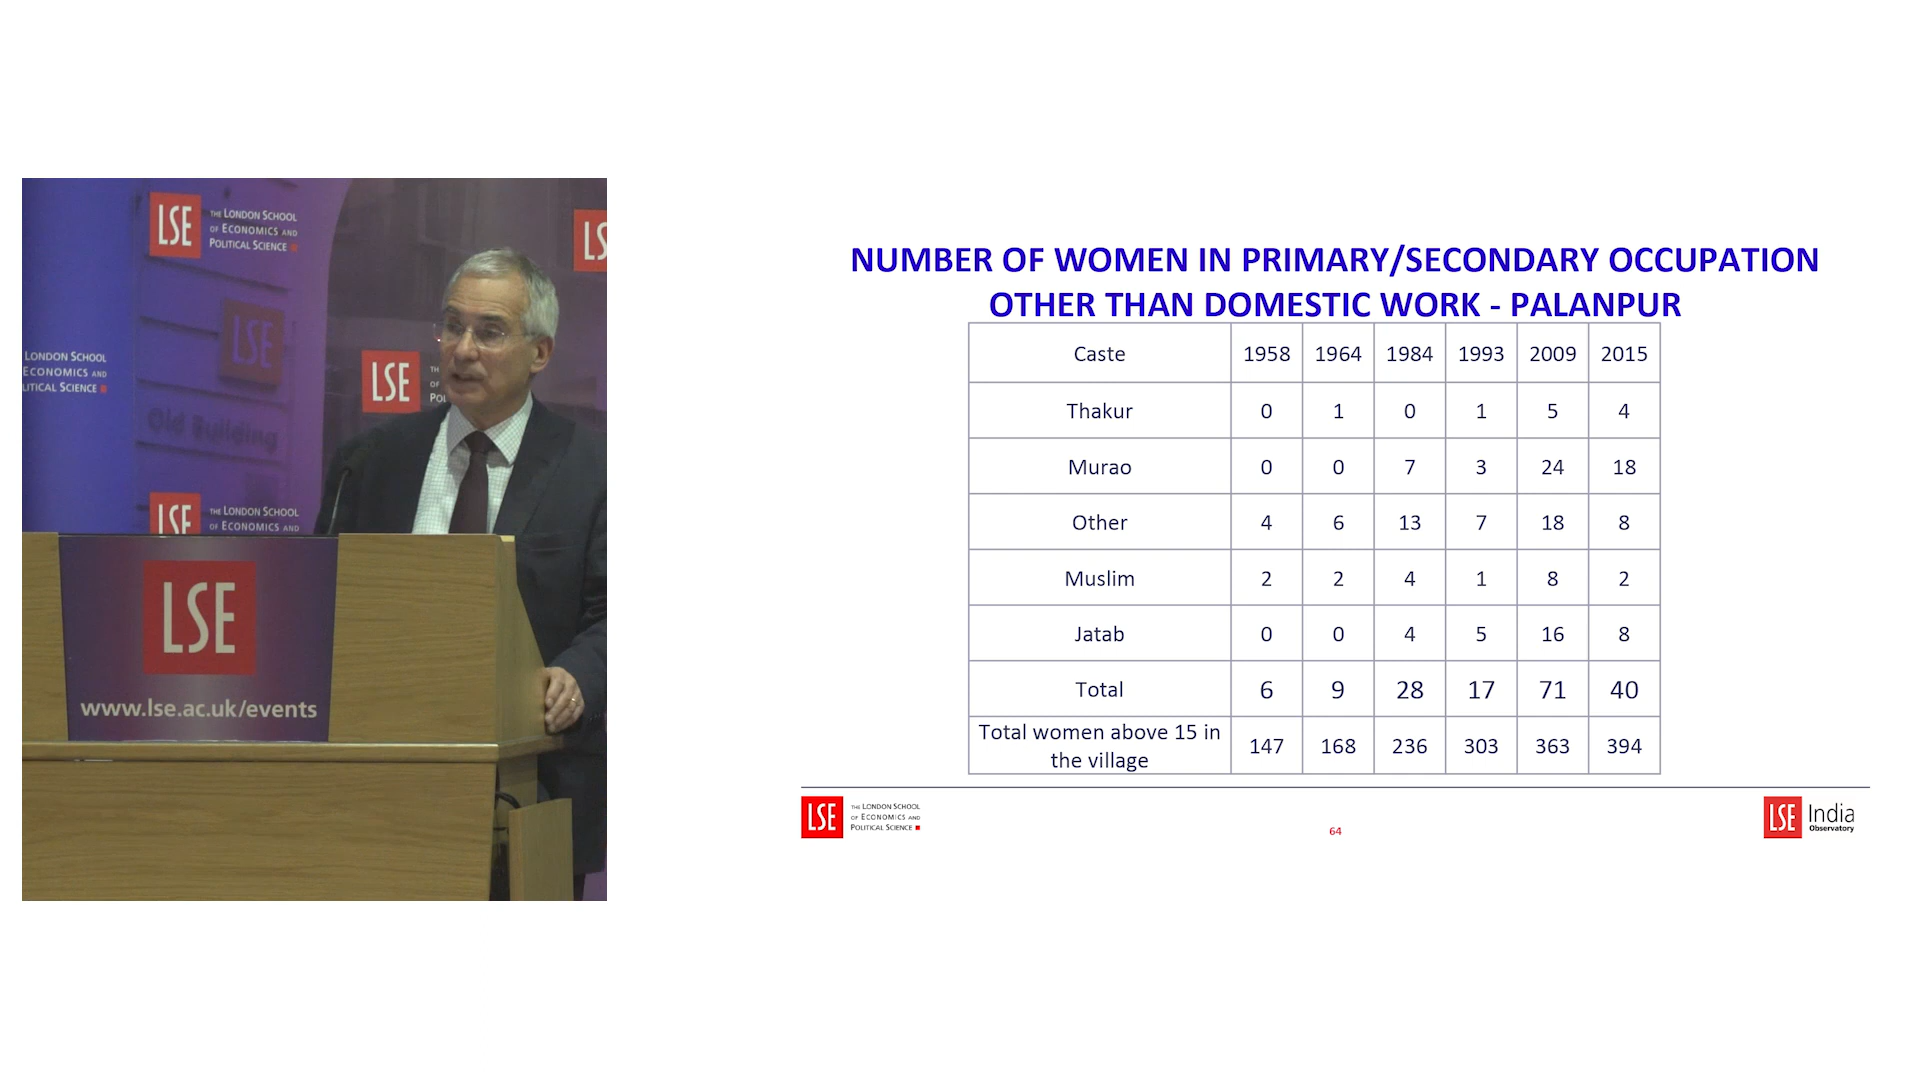 LSE
THE LONDON SCHOOL
OF ECONOMICS AND
POLITICAL SCIENCE
LS
LSE
LONDON SCHOOL
ECONOMICS AND
LITICAL SCIENCE
LSE
TH
OF
POL
Old Building
LSE
THE LONDON SCHOOL
OF ECONOMICS AND
LSE
www.lse.ac.uk/events
NUMBER OF WOMEN IN PRIMARY/SECONDARY OCCUPATION
OTHER THAN DOMESTIC WORK - PALANPUR
Caste 1958 1964 1984 1993 2009 2015
Thakur 0 1 0 1 5 4
Murao 0 0 7 3 24 18
Other 4 6 13 7 18 8
Muslim 2 2 4 1 8 2
Jatab 0 0 4 5 16 8
Total 6 9 28 17 71 40
Total women above 15 in
the village 147 168 236 303 363 394
LSE
THE LONDON SCHOOL
OF ECONOMICS AND
POLITICAL SCIENCE
64
LSE India
Observatory